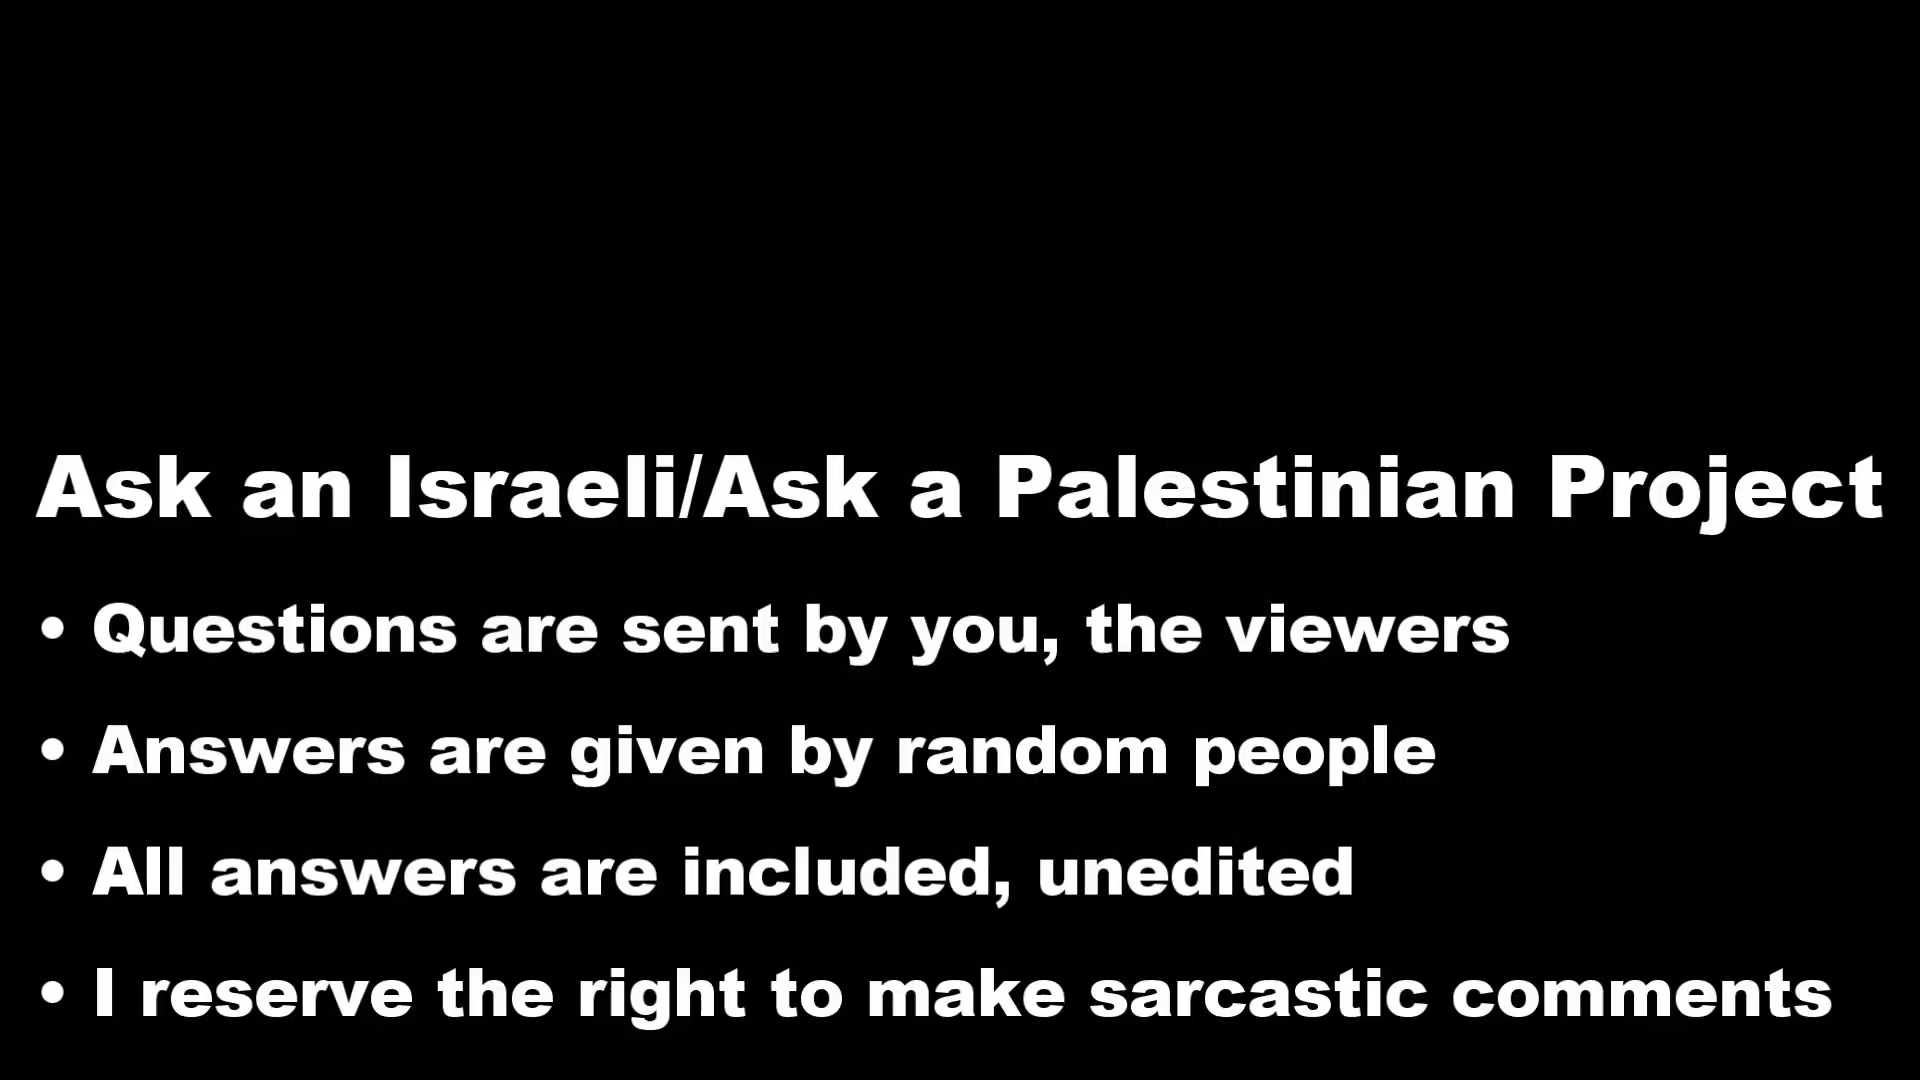 Ask an Israeli/Ask a Palestinian Project
• Questions are sent by you, the viewers
• Answers are given by random people
• All answers are included, unedited
• I reserve the right to make sarcastic comments